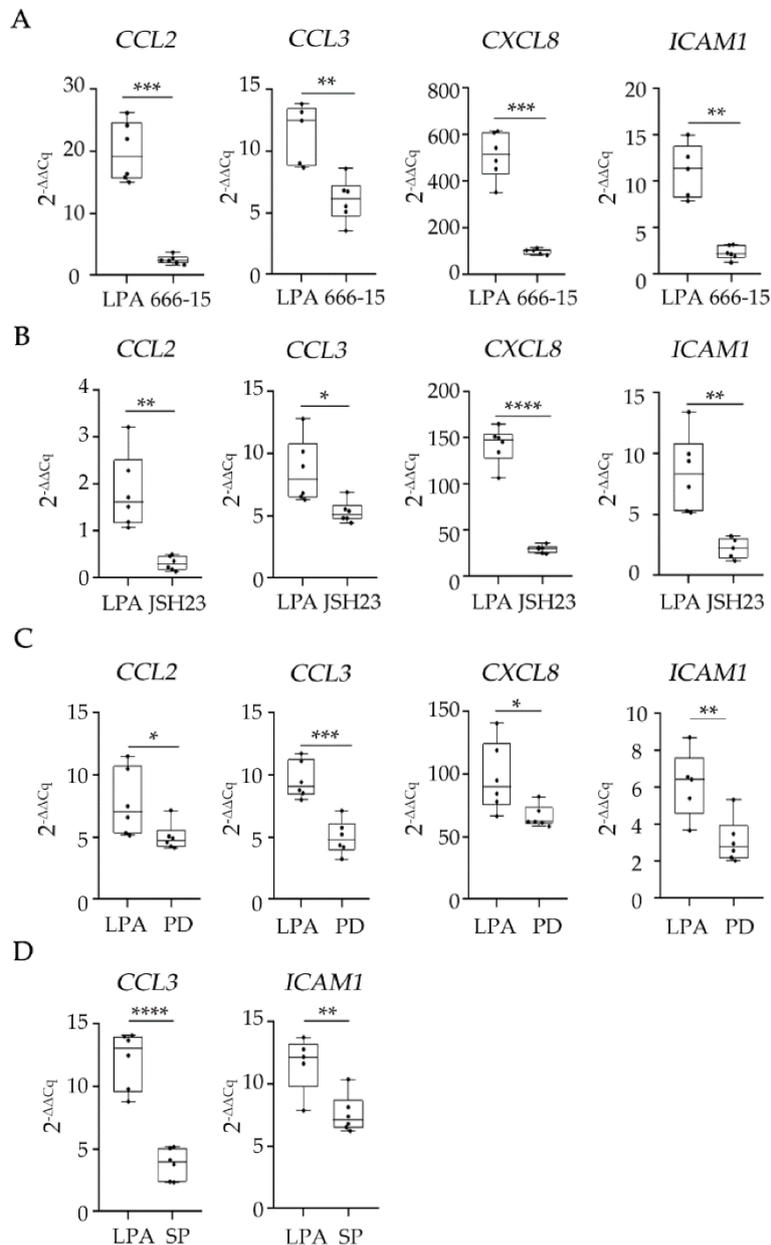 A
CCL2 CCL3 CXCL8 ICAM1
*** ** *** **
2-ΔΔCq 30 20 10 0
2-ΔΔCq 15 10 5 0
2-ΔΔCq 800 600 400 200 0
2-ΔΔCq 20 15 10 5 0
LPA 666-15 LPA 666-15 LPA 666-15 LPA 666-15
B
CCL2 CCL3 CXCL8 ICAM1
** * **** **
2-ΔΔCq 4 3 2 1 0
2-ΔΔCq 15 10 5 0
2-ΔΔCq 200 150 100 50 0
2-ΔΔCq 15 10 5 0
LPA JSH23 LPA JSH23 LPA JSH23 LPA JSH23
C
CCL2 CCL3 CXCL8 ICAM1
* *** * **
2-ΔΔCq 15 10 5 0
2-ΔΔCq 15 10 5 0
2-ΔΔCq 150 100 50 0
2-ΔΔCq 10 8 6 4 2 0
LPA PD LPA PD LPA PD LPA PD
D
CCL3 ICAM1
**** **
2-ΔΔCq 15 10 5 0
2-ΔΔCq 15 10 5 0
LPA SP LPA SP